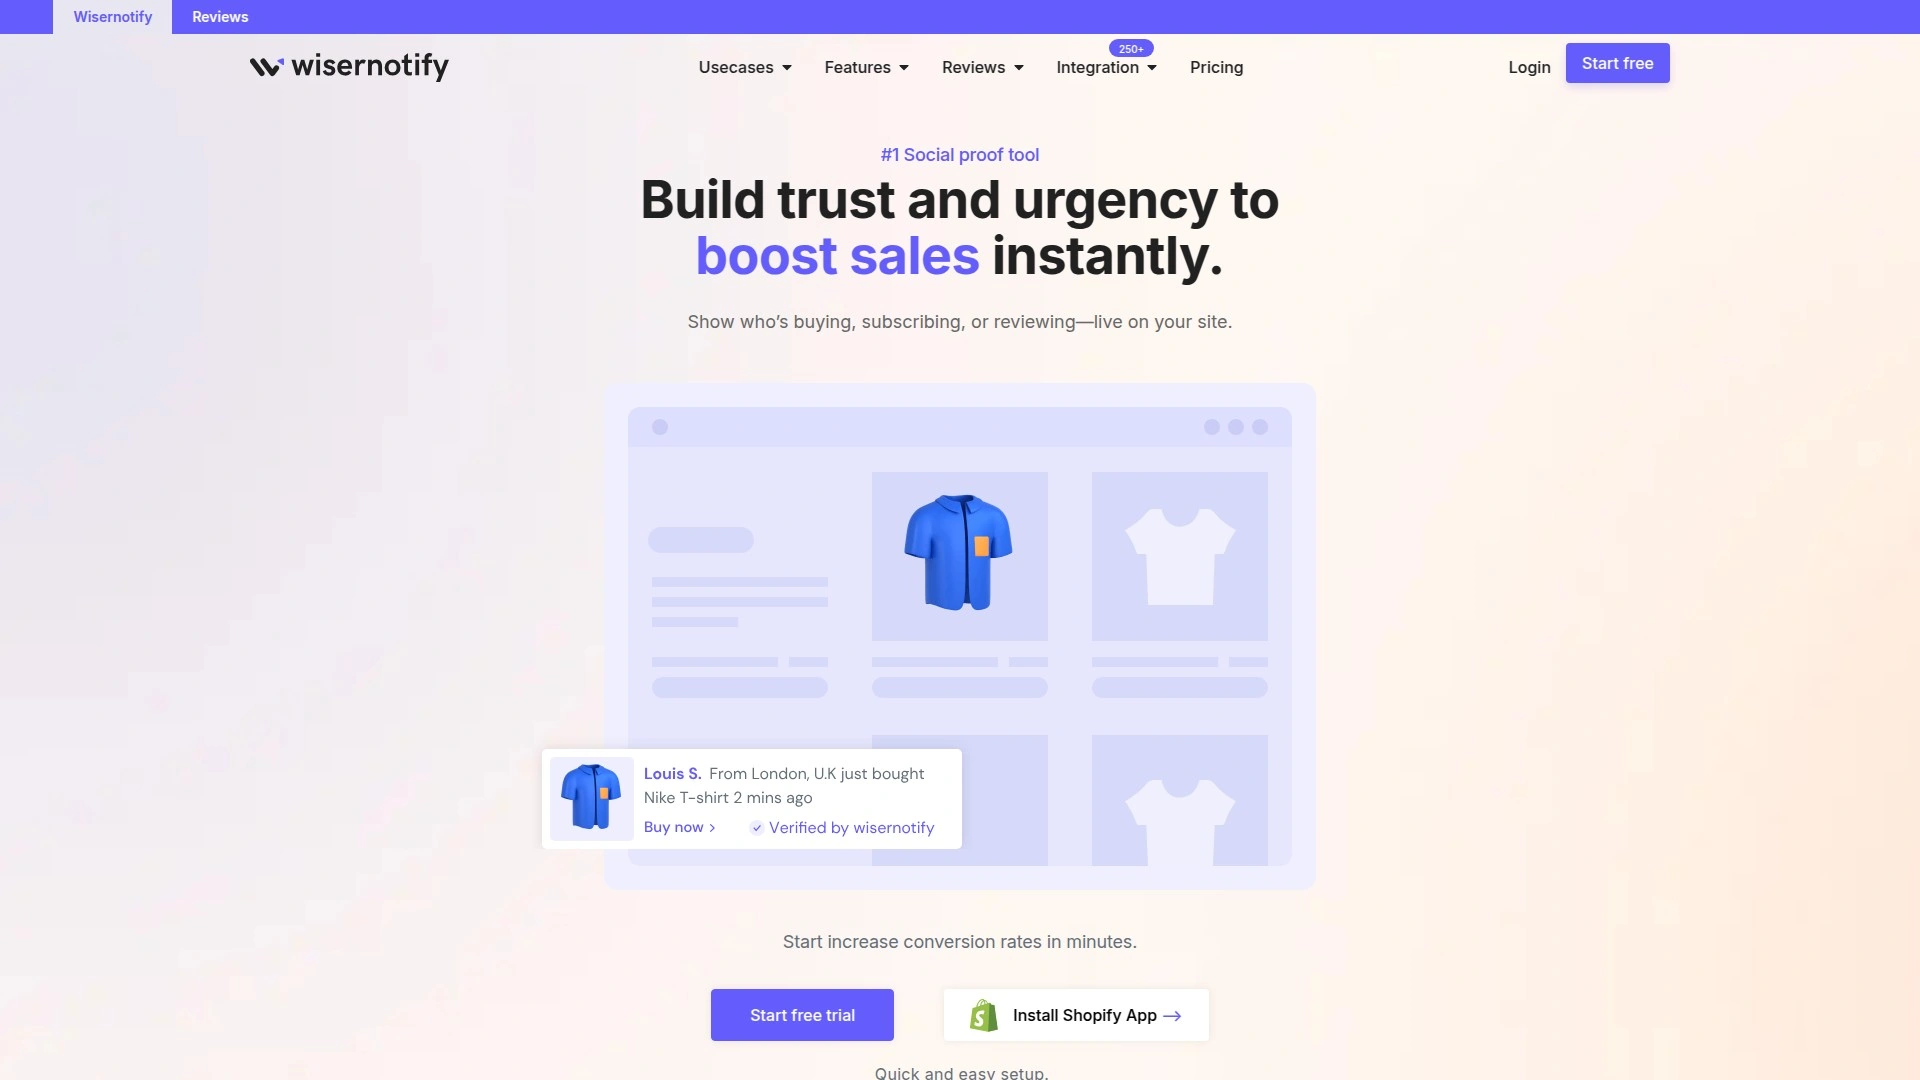 Wisernotify Reviews
wisernotify Usecases Features Reviews Integration 250+ Pricing Login Start free
#1 Social proof tool
Build trust and urgency to
boost sales instantly.
Show who’s buying, subscribing, or reviewing—live on your site.
Louis S. From London, U.K just bought
Nike T-shirt 2 mins ago
Buy now > Verified by wisernotify
Start increase conversion rates in minutes.
Start free trial Install Shopify App →
Quick and easy setup.